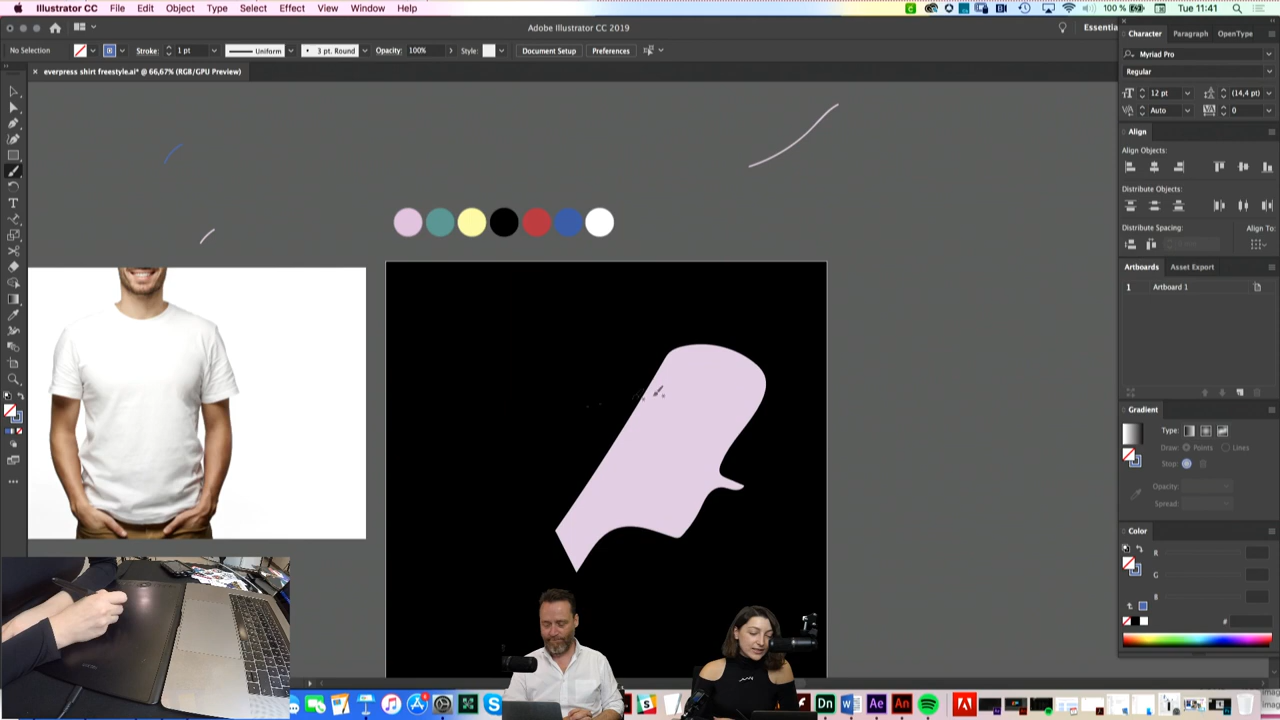 Illustrator CC File Edit Object Type Select Effect View Window Help 100 % Tue 11:41
Adobe Illustrator CC 2019 Essentia
No Selection Stroke: 1 pt Uniform 3 pt. Round Opacity: 100% Style: Document Setup Preferences
everpress shirt freestyle.ai* @ 66,67% (RGB/GPU Preview)
Character Paragraph OpenType
Myriad Pro
Regular
12 pt (14,4 pt)
Auto 0
Align
Align Objects:
Distribute Objects:
Distribute Spacing: Align To:
Artboards Asset Export
1 Artboard 1
Gradient
Type:
Draw: Points Lines
Stop:
Opacity:
Spread:
Color
R
G
B
#
Dn Ae An